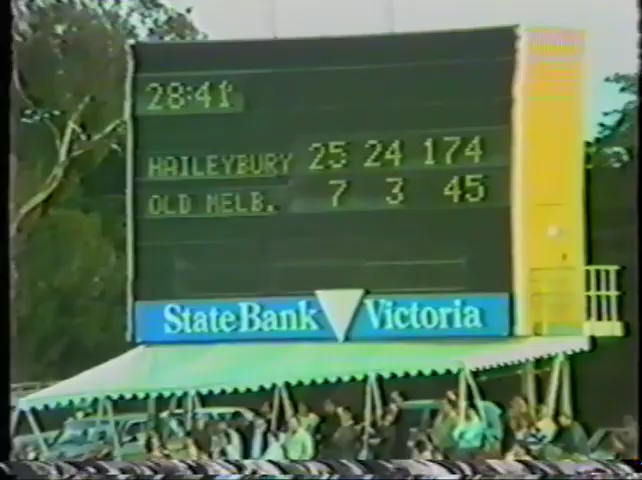 28:41
HAILEYBURY 25 24 174
OLD MELB. 7 3 45
StateBank Victoria